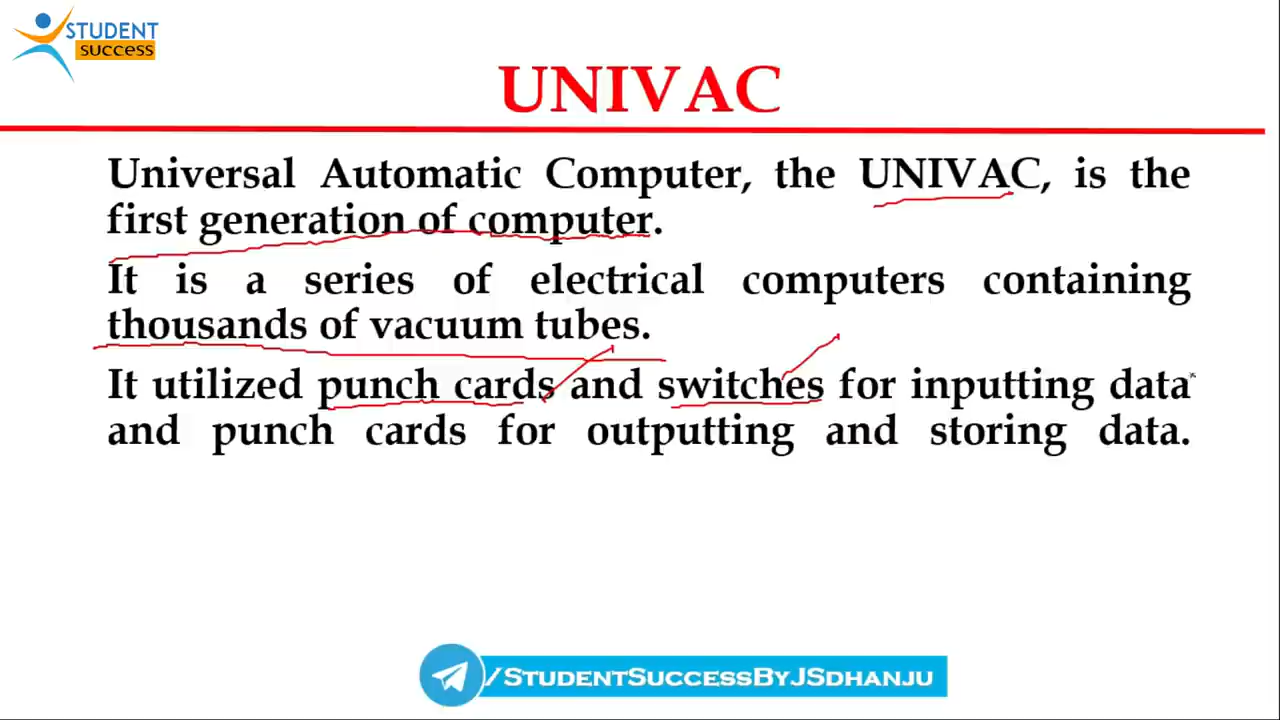 STUDENT
success
UNIVAC
Universal Automatic Computer, the UNIVAC, is the
first generation of computer.
It is a series of electrical computers containing
thousands of vacuum tubes.
It utilized punch cards and switches for inputting data
and punch cards for outputting and storing data.
/StudentSuccessByJSdhanju